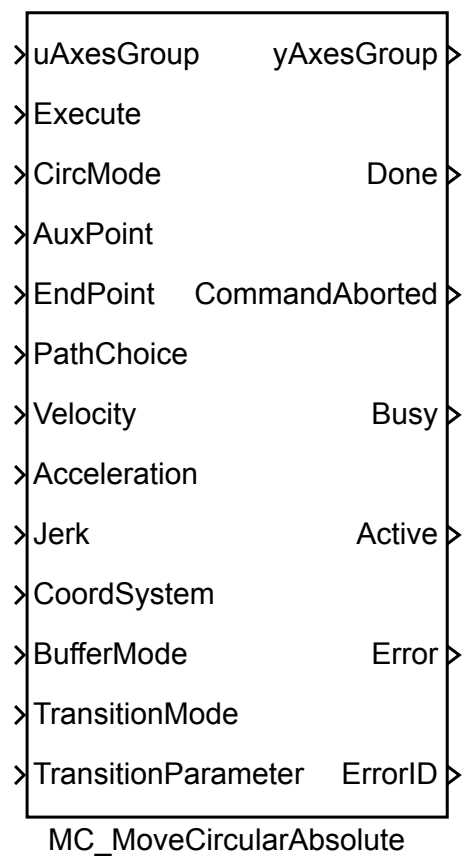 uAxesGroup yAxesGroup
Execute
CircMode Done
AuxPoint
EndPoint CommandAborted
PathChoice
Velocity Busy
Acceleration
Jerk Active
CoordSystem
BufferMode Error
TransitionMode
TransitionParameter ErrorID
MC_MoveCircularAbsolute